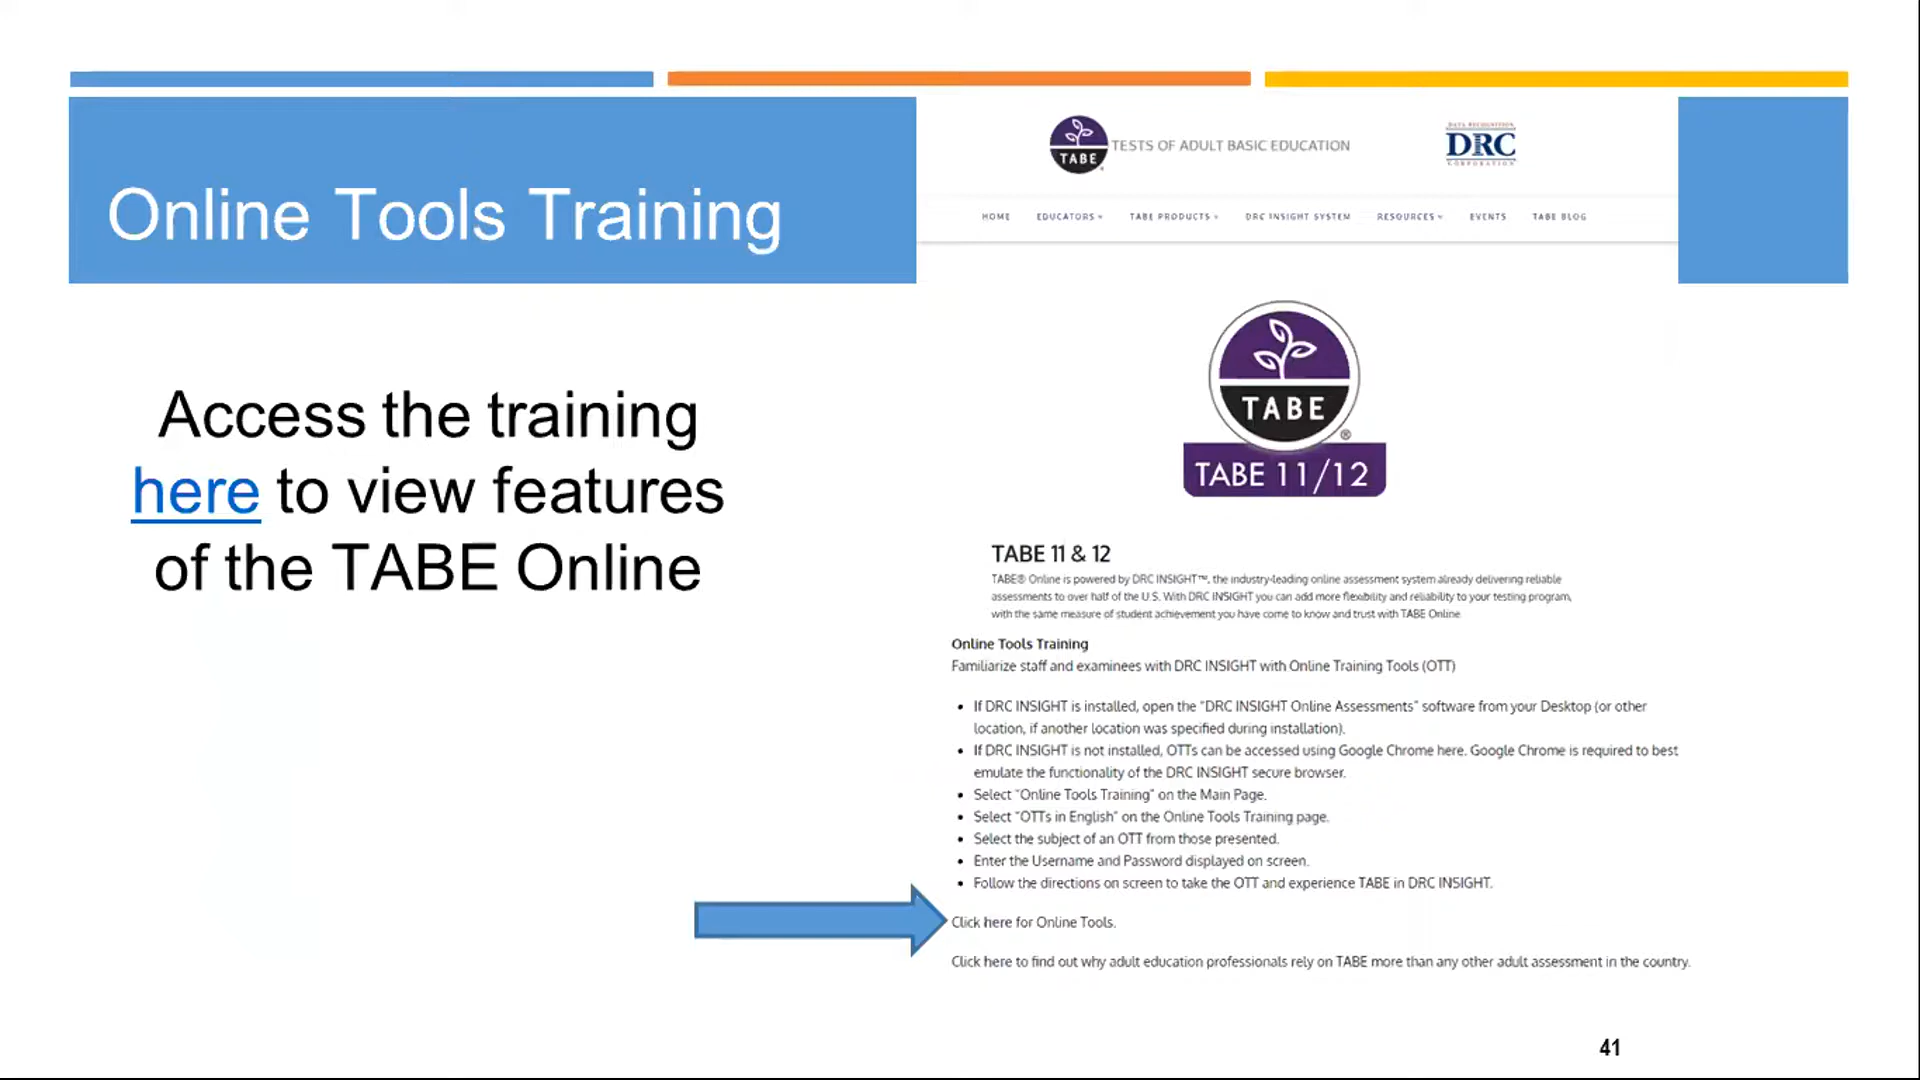 Online Tools Training
Access the training
here to view features
of the TABE Online
TABE
TESTS OF ADULT BASIC EDUCATION
DATA RECOGNITION
DRC
CORPORATION
HOME EDUCATORS TABE PRODUCTS DRC INSIGHT SYSTEM RESOURCES EVENTS TABE BLOG
TABE
®
TABE 11/12
TABE 11 & 12
TABE® Online is powered by DRC INSIGHT™, the industry-leading online assessment system already delivering reliable
assessments to over half of the U.S. With DRC INSIGHT you can add more flexibility and reliability to your testing program,
with the same measure of student achievement you have come to know and trust with TABE Online.
Online Tools Training
Familiarize staff and examinees with DRC INSIGHT with Online Training Tools (OTT)
• If DRC INSIGHT is installed, open the "DRC INSIGHT Online Assessments" software from your Desktop (or other
location, if another location was specified during installation).
• If DRC INSIGHT is not installed, OTTs can be accessed using Google Chrome here. Google Chrome is required to best
emulate the functionality of the DRC INSIGHT secure browser.
• Select "Online Tools Training" on the Main Page.
• Select "OTTs in English" on the Online Tools Training page.
• Select the subject of an OTT from those presented.
• Enter the Username and Password displayed on screen.
• Follow the directions on screen to take the OTT and experience TABE in DRC INSIGHT.
Click here for Online Tools.
Click here to find out why adult education professionals rely on TABE more than any other adult assessment in the country.
41